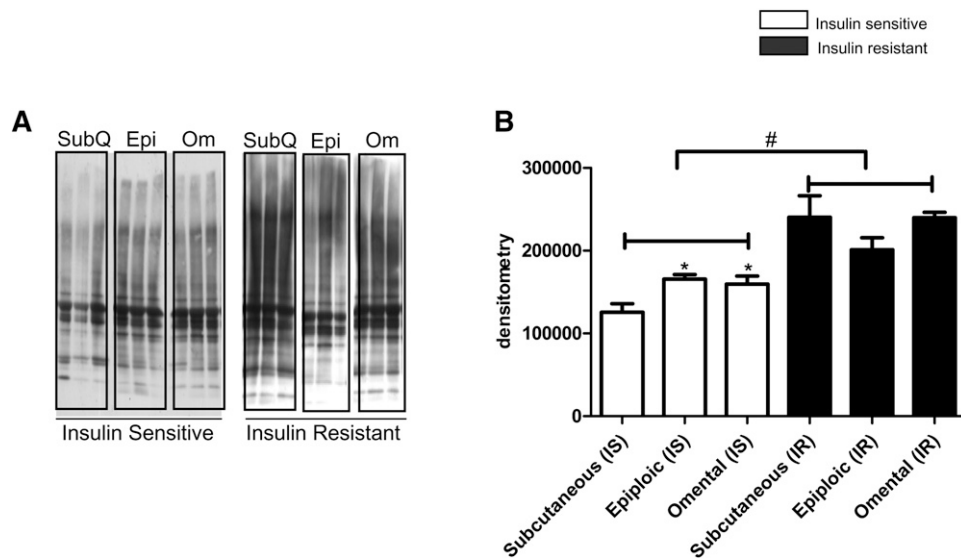 Insulin sensitive
Insulin resistant
A
SubQ Epi Om SubQ Epi Om
Insulin Sensitive Insulin Resistant
B
#
300000
200000
100000
0
* *
densitometry
Subcutaneous (IS)
Epiploic (IS)
Omental (IS)
Subcutaneous (IR)
Epiploic (IR)
Omental (IR)